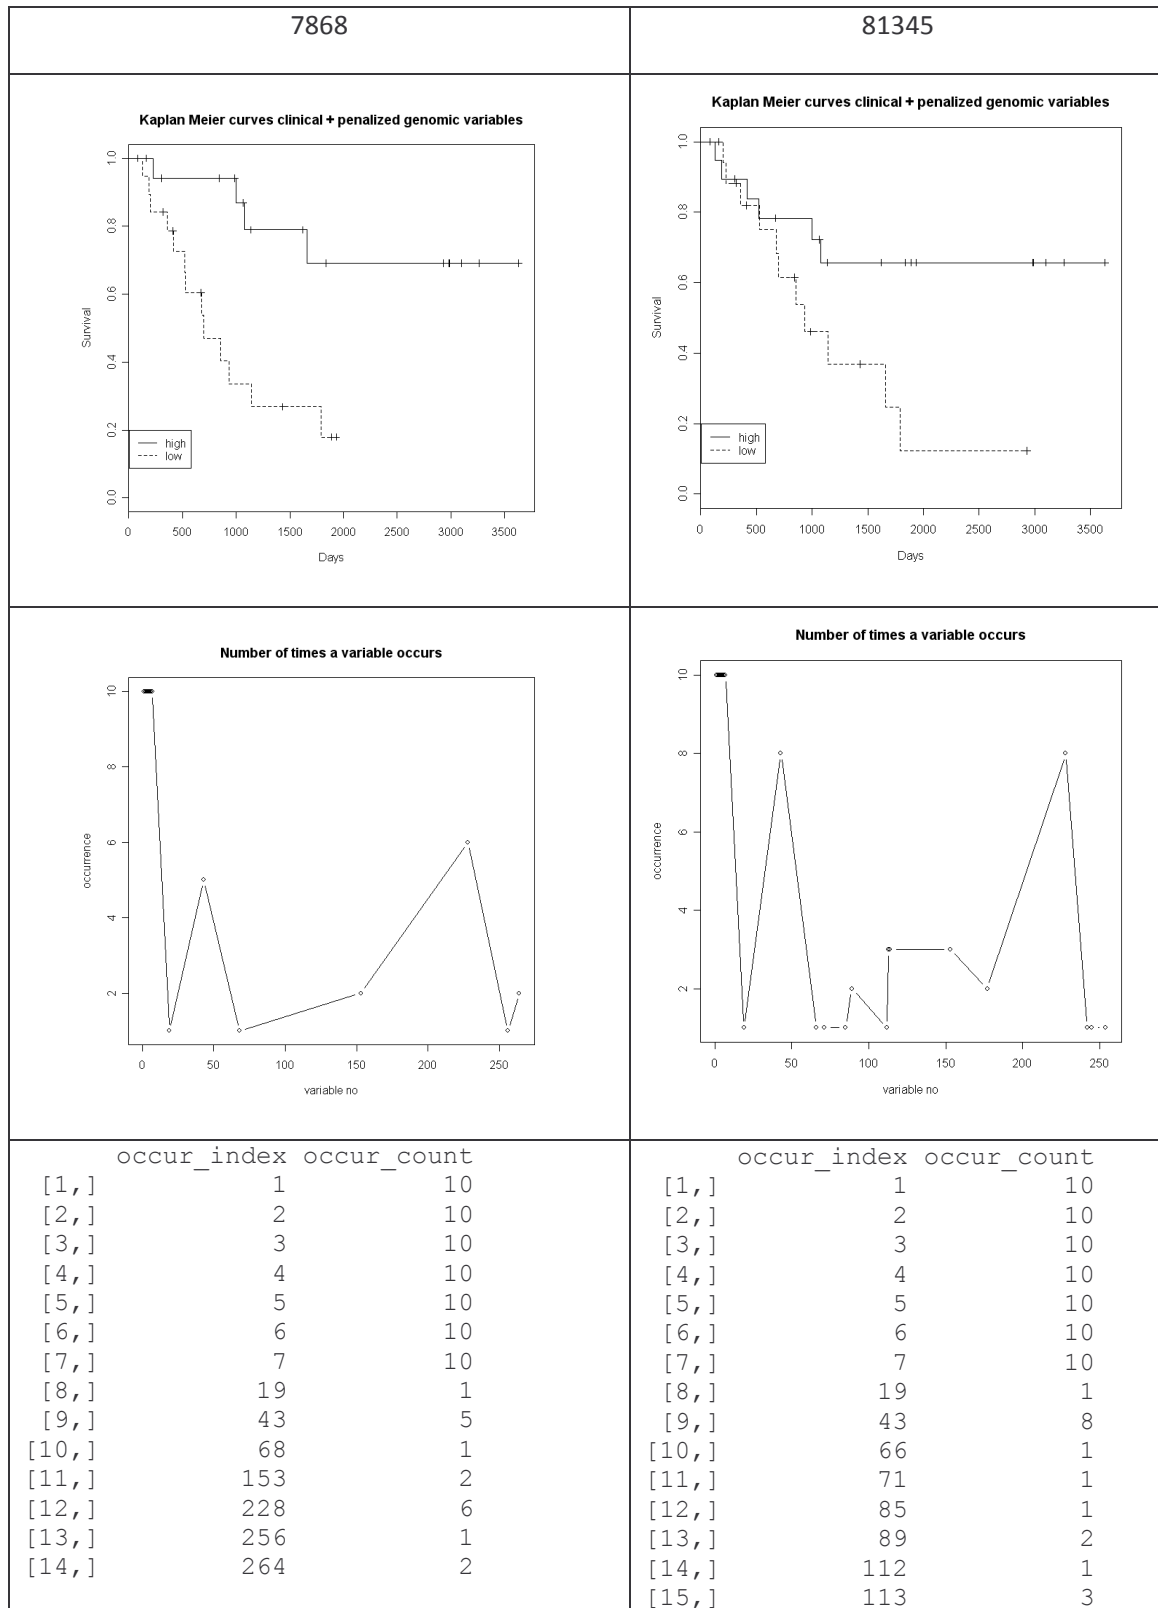 7868
81345
Kaplan Meier curves clinical + penalized genomic variables
1.0
0.8
0.6
0.4
0.2
0.0
Survival
high
low
0 500 1000 1500 2000 2500 3000 3500
Days
Kaplan Meier curves clinical + penalized genomic variables
1.0
0.8
0.6
0.4
0.2
0.0
Survival
high
low
0 500 1000 1500 2000 2500 3000 3500
Days
Number of times a variable occurs
10
8
6
4
2
occurrence
0 50 100 150 200 250
variable no
Number of times a variable occurs
10
8
6
4
2
occurrence
0 50 100 150 200 250
variable no
occur_index occur_count
[1,] 1 10
[2,] 2 10
[3,] 3 10
[4,] 4 10
[5,] 5 10
[6,] 6 10
[7,] 7 10
[8,] 19 1
[9,] 43 5
[10,] 68 1
[11,] 153 2
[12,] 228 6
[13,] 256 1
[14,] 264 2
occur_index occur_count
[1,] 1 10
[2,] 2 10
[3,] 3 10
[4,] 4 10
[5,] 5 10
[6,] 6 10
[7,] 7 10
[8,] 19 1
[9,] 43 8
[10,] 66 1
[11,] 71 1
[12,] 85 1
[13,] 89 2
[14,] 112 1
[15,] 113 3